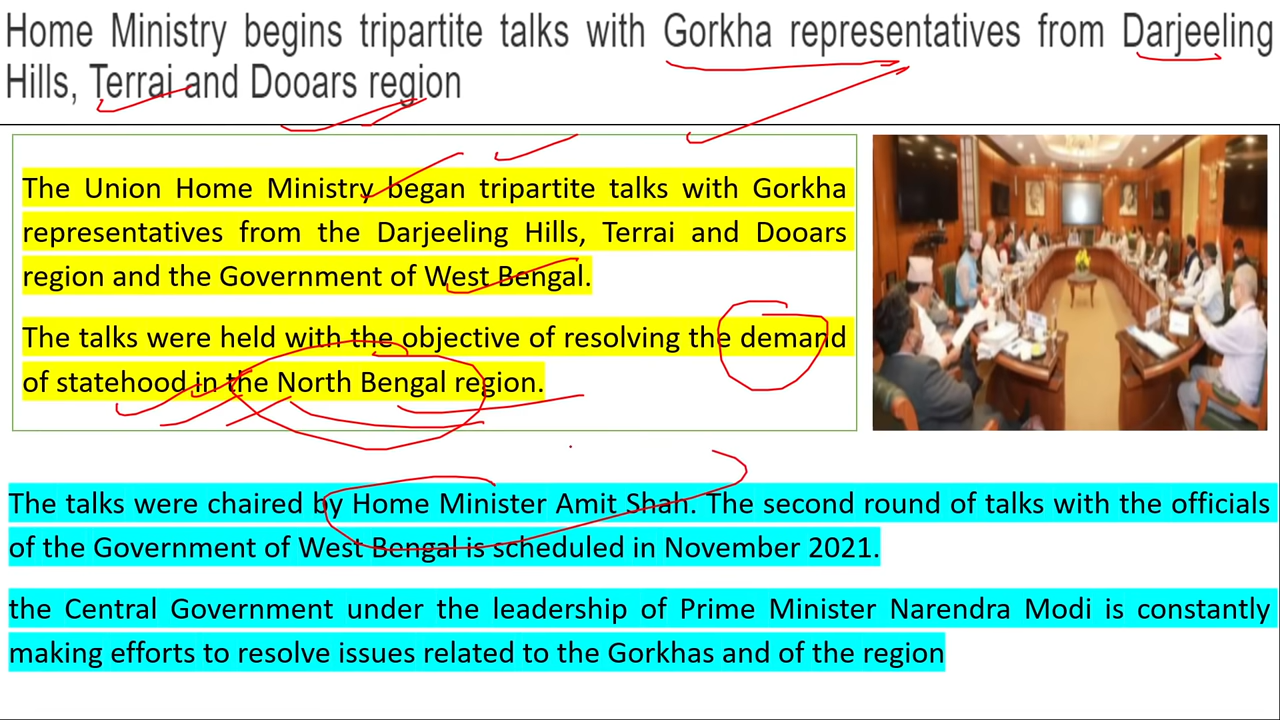 Home Ministry begins tripartite talks with Gorkha representatives from Darjeeling
Hills, Terrai and Dooars region
The Union Home Ministry began tripartite talks with Gorkha
representatives from the Darjeeling Hills, Terrai and Dooars
region and the Government of West Bengal.
The talks were held with the objective of resolving the demand
of statehood in the North Bengal region.
The talks were chaired by Home Minister Amit Shah. The second round of talks with the officials
of the Government of West Bengal is scheduled in November 2021.
the Central Government under the leadership of Prime Minister Narendra Modi is constantly
making efforts to resolve issues related to the Gorkhas and of the region